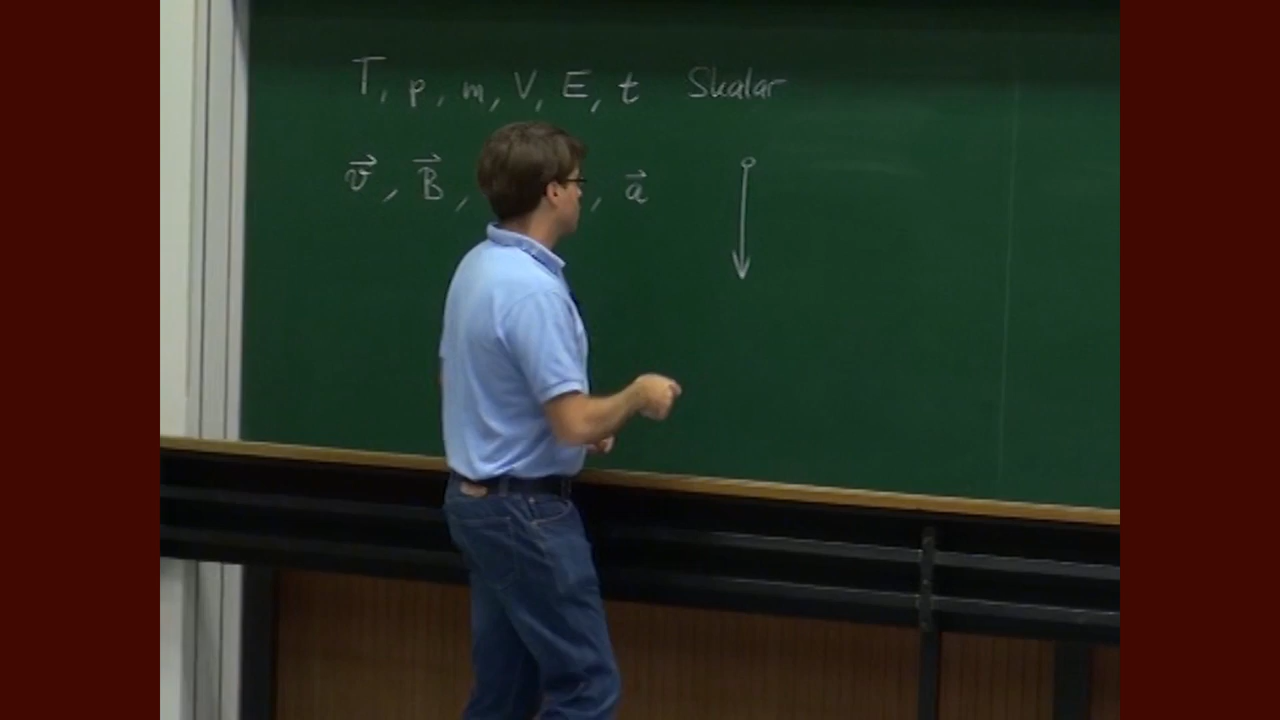 T, p, m, V, E, t Skalar
v⃗, B⃗, , a⃗